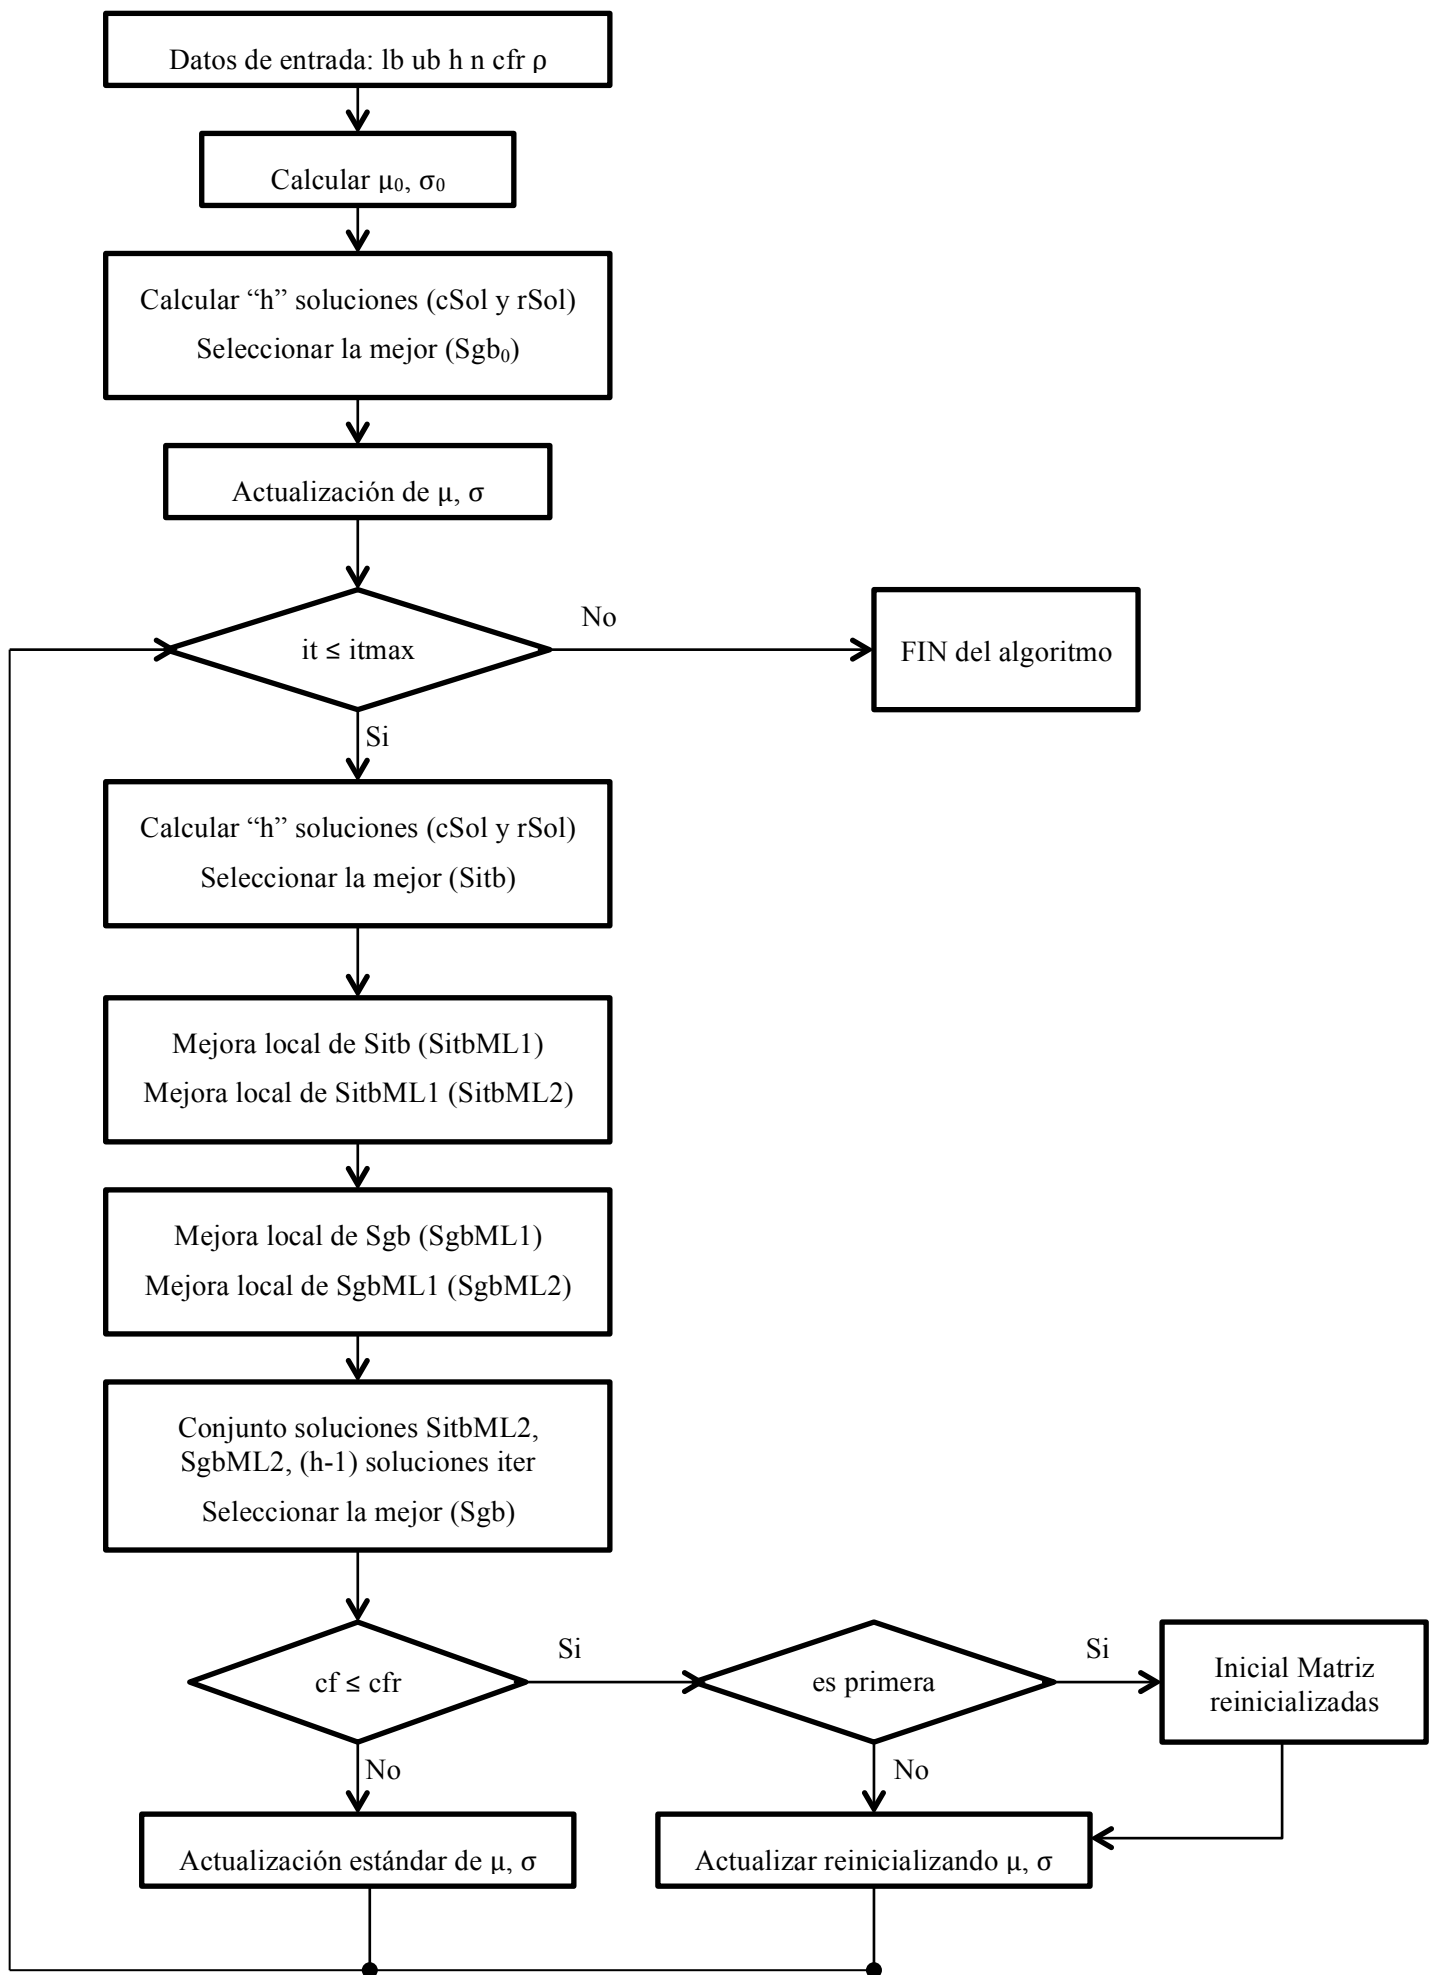 Datos de entrada: lb ub h n cfr ρ
Calcular μ₀, σ₀
Calcular “h” soluciones (cSol y rSol)
Seleccionar la mejor (Sgb₀)
Actualización de μ, σ
it ≤ itmax
No
FIN del algoritmo
Si
Calcular “h” soluciones (cSol y rSol)
Seleccionar la mejor (Sitb)
Mejora local de Sitb (SitbML1)
Mejora local de SitbML1 (SitbML2)
Mejora local de Sgb (SgbML1)
Mejora local de SgbML1 (SgbML2)
Conjunto soluciones SitbML2,
SgbML2, (h-1) soluciones iter
Seleccionar la mejor (Sgb)
cf ≤ cfr
Si
es primera
Si
Inicial Matriz
reinicializadas
No
No
Actualización estándar de μ, σ
Actualizar reinicializando μ, σ